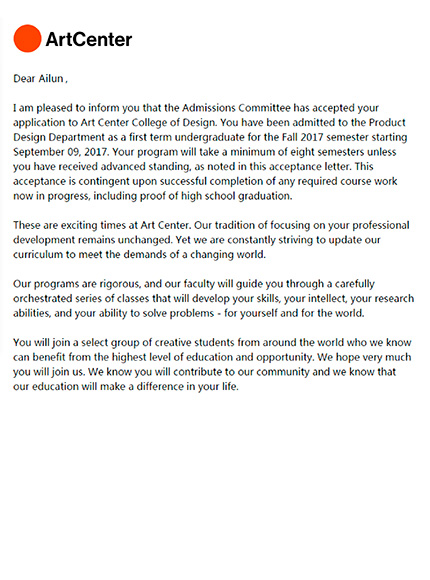 ArtCenter
Dear Ailun ,
I am pleased to inform you that the Admissions Committee has accepted your
application to Art Center College of Design. You have been admitted to the Product
Design Department as a first term undergraduate for the Fall 2017 semester starting
September 09, 2017. Your program will take a minimum of eight semesters unless
you have received advanced standing, as noted in this acceptance letter. This
acceptance is contingent upon successful completion of any required course work
now in progress, including proof of high school graduation.
These are exciting times at Art Center. Our tradition of focusing on your professional
development remains unchanged. Yet we are constantly striving to update our
curriculum to meet the demands of a changing world.
Our programs are rigorous, and our faculty will guide you through a carefully
orchestrated series of classes that will develop your skills, your intellect, your research
abilities, and your ability to solve problems - for yourself and for the world.
You will join a select group of creative students from around the world who we know
can benefit from the highest level of education and opportunity. We hope very much
you will join us. We know you will contribute to our community and we know that
our education will make a difference in your life.